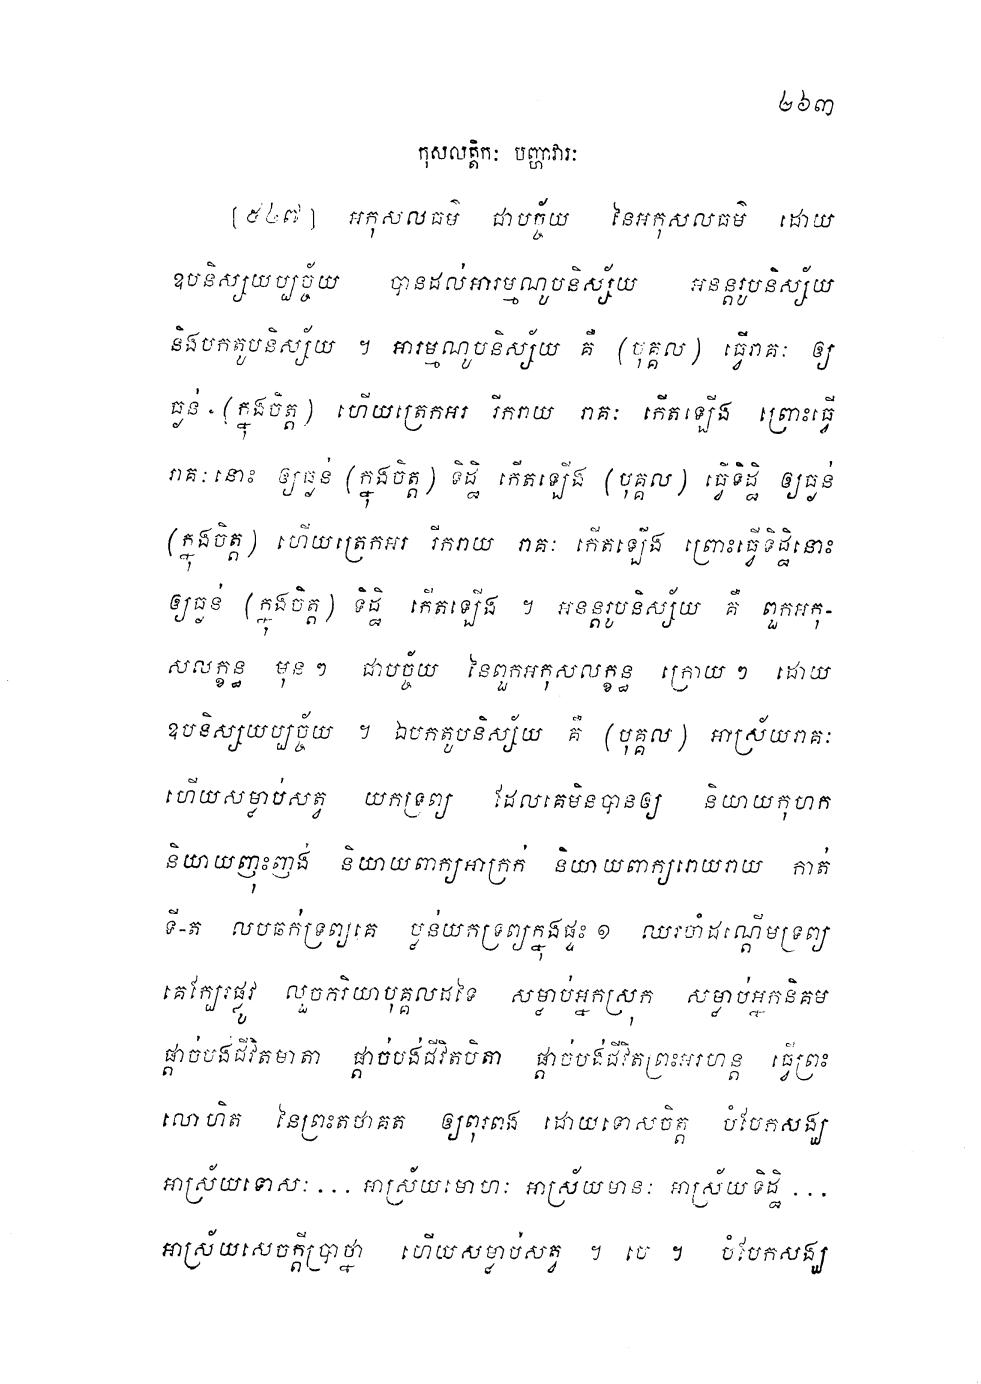 ២៦៣
កុសលត្តិកៈ បញ្ហាវារៈ
[៥៤៧] អកុសលធម៌ ជាបច្ច័យ នៃអកុសលធម៌ ដោយ
ឧបនិស្សយប្បច្ច័យ បានដល់អារម្មណូបនិស្ស័យ អនន្តរូបនិស្ស័យ
និងបកតូបនិស្ស័យ ។ អារម្មណូបនិស្ស័យ គឺ (បុគ្គល) ធ្វើរាគៈ ឲ្យ
ធ្ងន់ (ក្នុងចិត្ត) ហើយត្រេកអរ រីករាយ រាគៈ កើតឡើង ព្រោះធ្វើ
រាគៈនោះ ឲ្យធ្ងន់ (ក្នុងចិត្ត) ទិដ្ឋិ កើតឡើង (បុគ្គល) ធ្វើទិដ្ឋិ ឲ្យធ្ងន់
(ក្នុងចិត្ត) ហើយត្រេកអរ រីករាយ រាគៈ កើតឡើង ព្រោះធ្វើទិដ្ឋិនោះ
ឲ្យធ្ងន់ (ក្នុងចិត្ត) ទិដ្ឋិ កើតឡើង ។ អនន្តរូបនិស្ស័យ គឺ ពួកអកុ-
សលក្ខន្ធ មុនៗ ជាបច្ច័យ នៃពួកអកុសលក្ខន្ធ ក្រោយៗ ដោយ
ឧបនិស្សយប្បច្ច័យ ។ ឯបកតូបនិស្ស័យ គឺ (បុគ្គល) អាស្រ័យរាគៈ
ហើយសម្លាប់សត្វ យកទ្រព្យ ដែលគេមិនបានឲ្យ និយាយកុហក
និយាយញុះញង់ និយាយពាក្យអាក្រក់ និយាយពាក្យរោយរាយ កាត់
ទី-ត លបឆក់ទ្រព្យគេ ប្លន់យកទ្រព្យក្នុងផ្ទះ១ ឈរចាំដណ្តើមទ្រព្យ
គេក្បែរផ្លូវ លួចភរិយាបុគ្គលដទៃ សម្លាប់អ្នកស្រុក សម្លាប់អ្នកនិគម
ផ្តាច់បង់ជីវិតមាតា ផ្តាច់បង់ជីវិតបិតា ផ្តាច់បង់ជីវិតព្រះអរហន្ត ធ្វើព្រះ
លោហិត នៃព្រះតថាគត ឲ្យពុរពង ដោយទោសចិត្ត បំបែកសង្ឃ
អាស្រ័យទោសៈ ... អាស្រ័យមោហៈ អាស្រ័យមានៈ អាស្រ័យទិដ្ឋិ ...
អាស្រ័យសេចក្តីប្រាថ្នា ហើយសម្លាប់សត្វ ។ បេ ។ បំបែកសង្ឃ